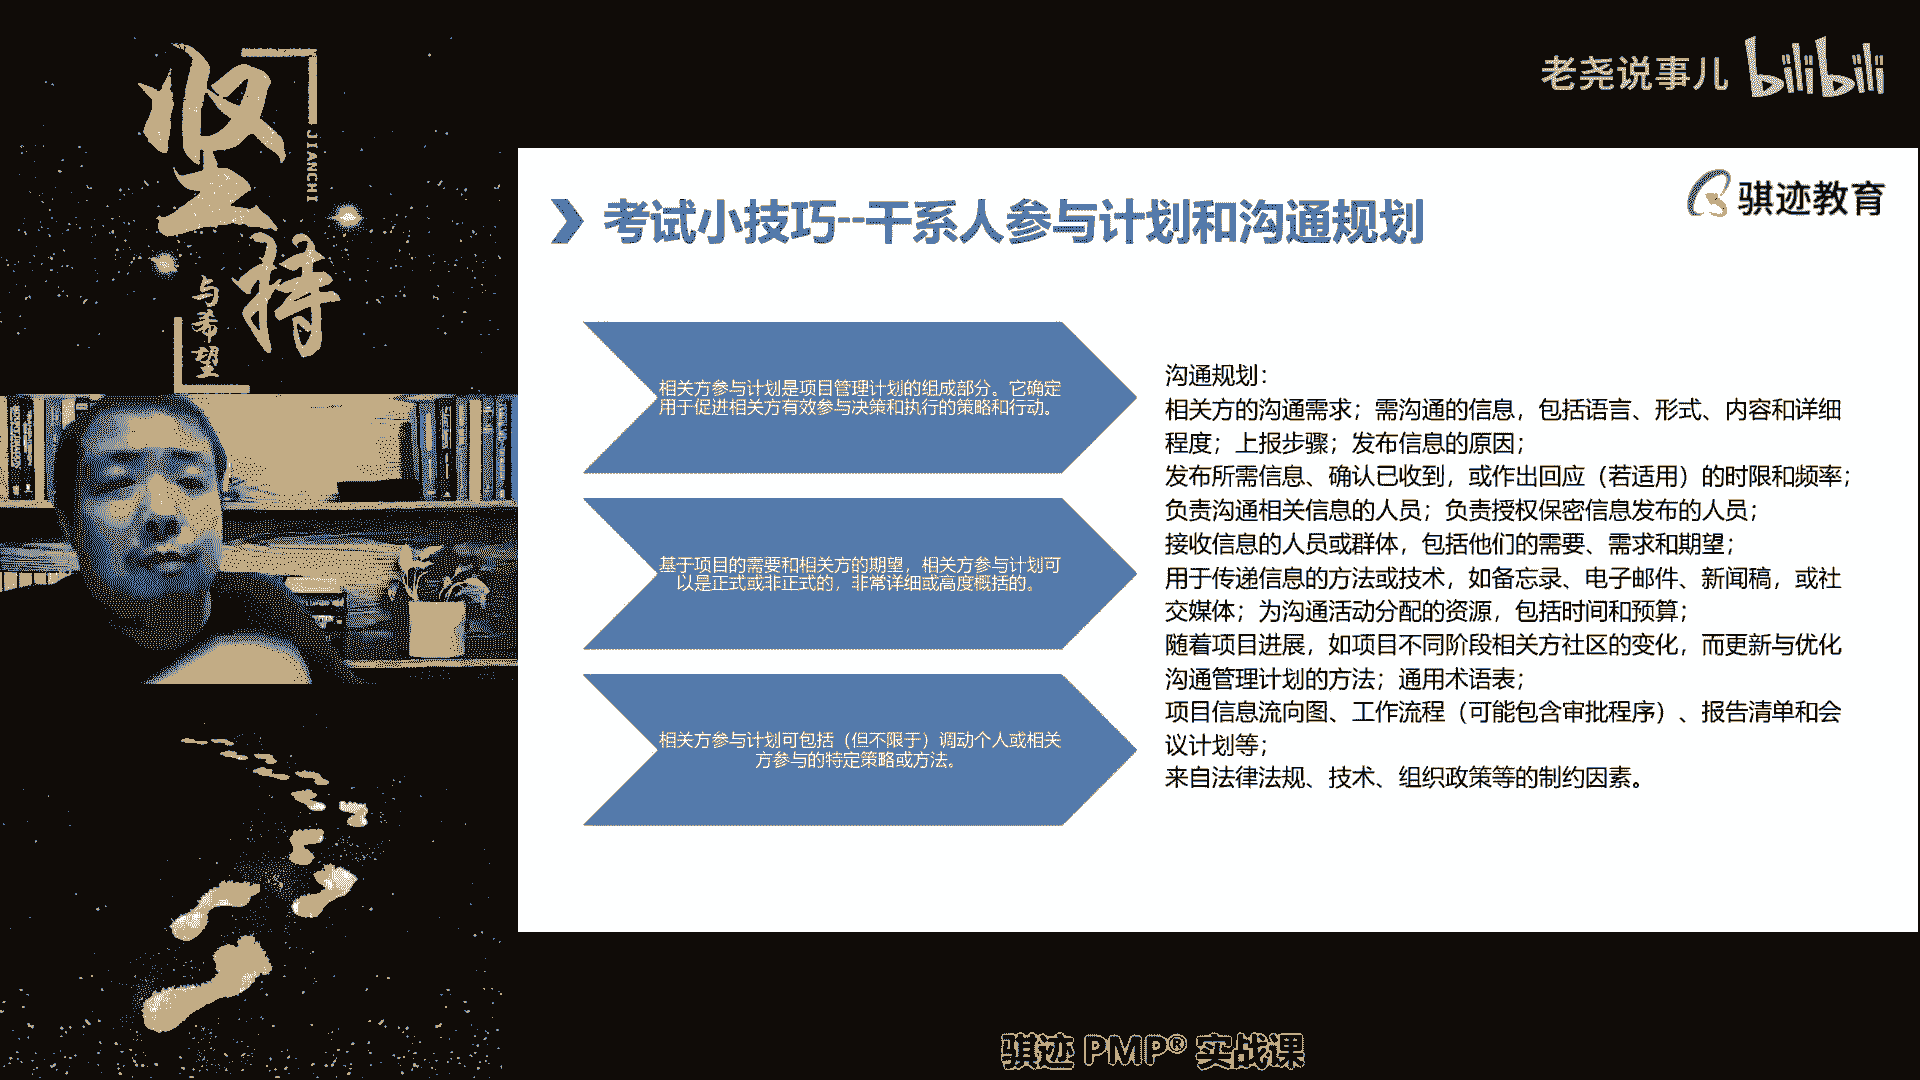 坚持
JIANCHI
与希望
老尧说事儿 bilibili
骐迹教育
考试小技巧--干系人参与计划和沟通规划
相关方参与计划是项目管理计划的组成部分。它确定
用于促进相关方有效参与决策和执行的策略和行动。
基于项目的需要和相关方的期望，相关方参与计划可
以是正式或非正式的，非常详细或高度概括的。
相关方参与计划可包括（但不限于）调动个人或相关
方参与的特定策略或方法。
沟通规划：
相关方的沟通需求；需沟通的信息，包括语言、形式、内容和详细
程度；上报步骤；发布信息的原因；
发布所需信息、确认已收到，或作出回应（若适用）的时限和频率；
负责沟通相关信息的人员；负责授权保密信息发布的人员；
接收信息的人员或群体，包括他们的需要、需求和期望；
用于传递信息的方法或技术，如备忘录、电子邮件、新闻稿，或社
交媒体；为沟通活动分配的资源，包括时间和预算；
随着项目进展，如项目不同阶段相关方社区的变化，而更新与优化
沟通管理计划的方法；通用术语表；
项目信息流向图、工作流程（可能包含审批程序）、报告清单和会
议计划等；
来自法律法规、技术、组织政策等的制约因素。
骐迹 PMP® 实战课